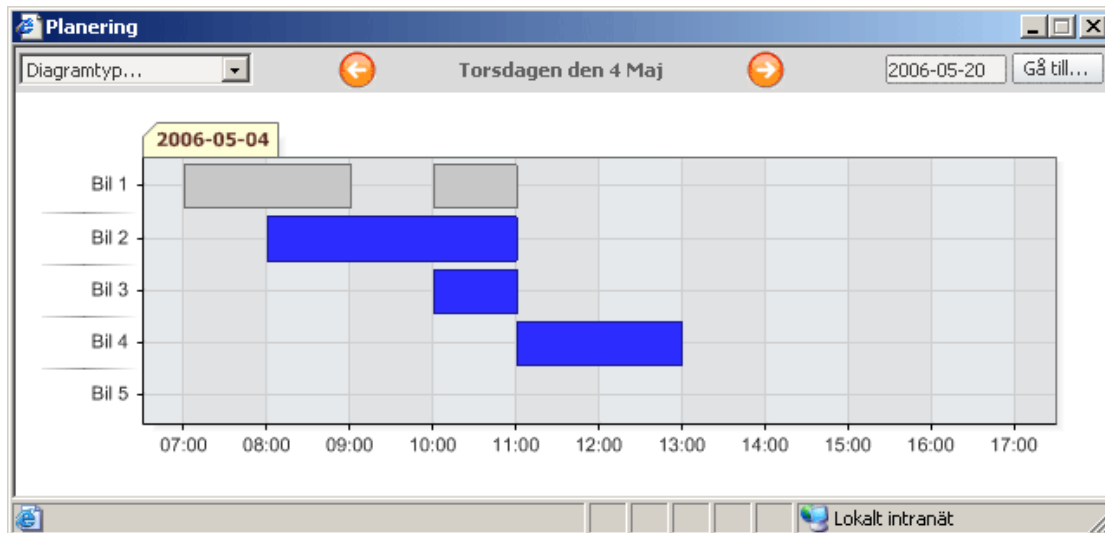 Planering
Diagramtyp... Torsdagen den 4 Maj 2006-05-20 Gå till...
2006-05-04
Bil 1
Bil 2
Bil 3
Bil 4
Bil 5
07:00 08:00 09:00 10:00 11:00 12:00 13:00 14:00 15:00 16:00 17:00
Lokalt intranät